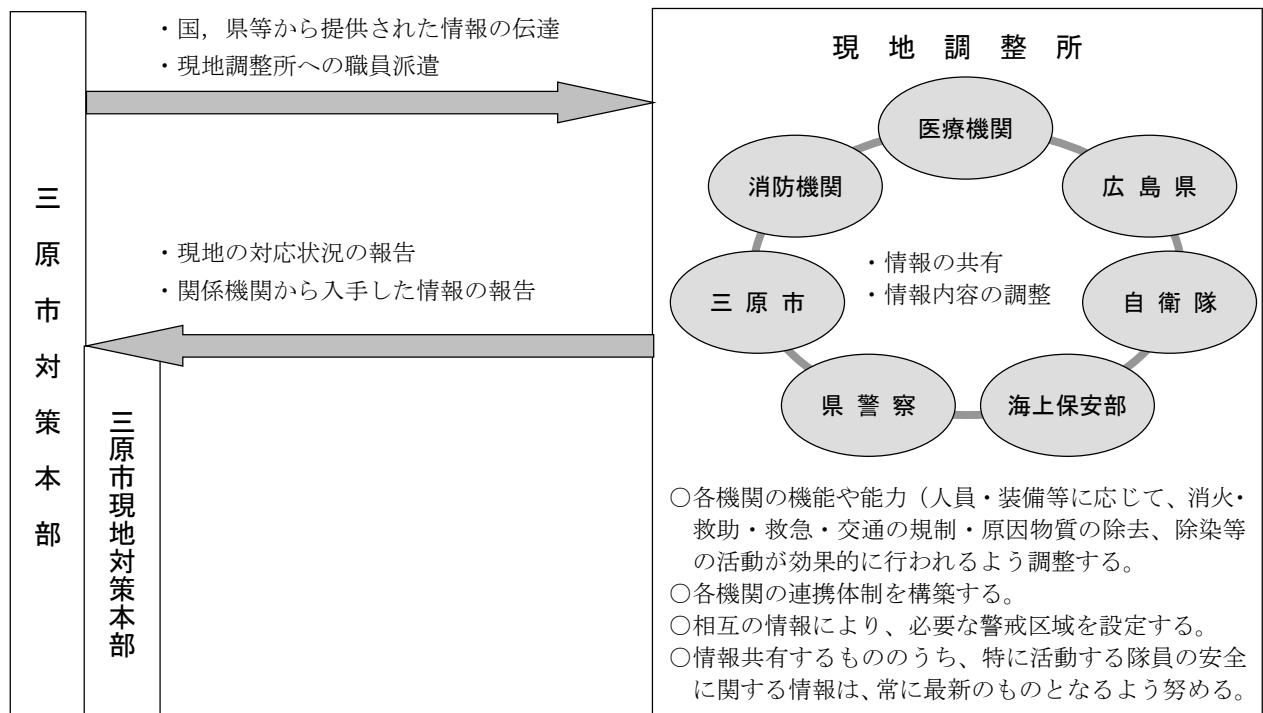 ・国，県等から提供された情報の伝達
・現地調整所への職員派遣
・現地の対応状況の報告
・関係機関から入手した情報の報告
三原市対策本部
三原市現地対策本部
現地調整所
医療機関
消防機関
広島県
・情報の共有
・情報内容の調整
三原市
自衛隊
県警察
海上保安部
○各機関の機能や能力（人員・装備等に応じて、消火・
救助・救急・交通の規制・原因物質の除去、除染等
の活動が効果的に行われるよう調整する。
○各機関の連携体制を構築する。
○相互の情報により、必要な警戒区域を設定する。
○情報共有するもののうち、特に活動する隊員の安全
に関する情報は、常に最新のものとなるよう努める。